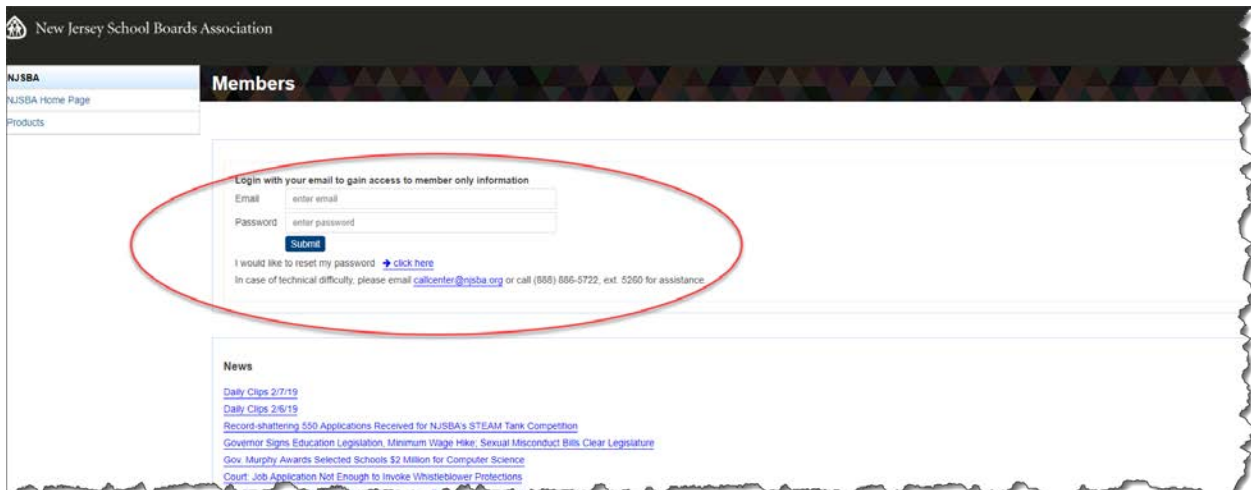 New Jersey School Boards Association
NJSBA
NJSBA Home Page
Products
Members
Login with your email to gain access to member only information
Email enter email
Password enter password
Submit
I would like to reset my password → click here
In case of technical difficulty, please email callcenter@njsba.org or call (888) 886-5722, ext. 5260 for assistance
News
Daily Clips 2/7/19
Daily Clips 2/6/19
Record-shattering 550 Applications Received for NJSBA's STEAM Tank Competition
Governor Signs Education Legislation, Minimum Wage Hike; Sexual Misconduct Bills Clear Legislature
Gov. Murphy Awards Selected Schools $2 Million for Computer Science
Court: Job Application Not Enough to Invoke Whistleblower Protections